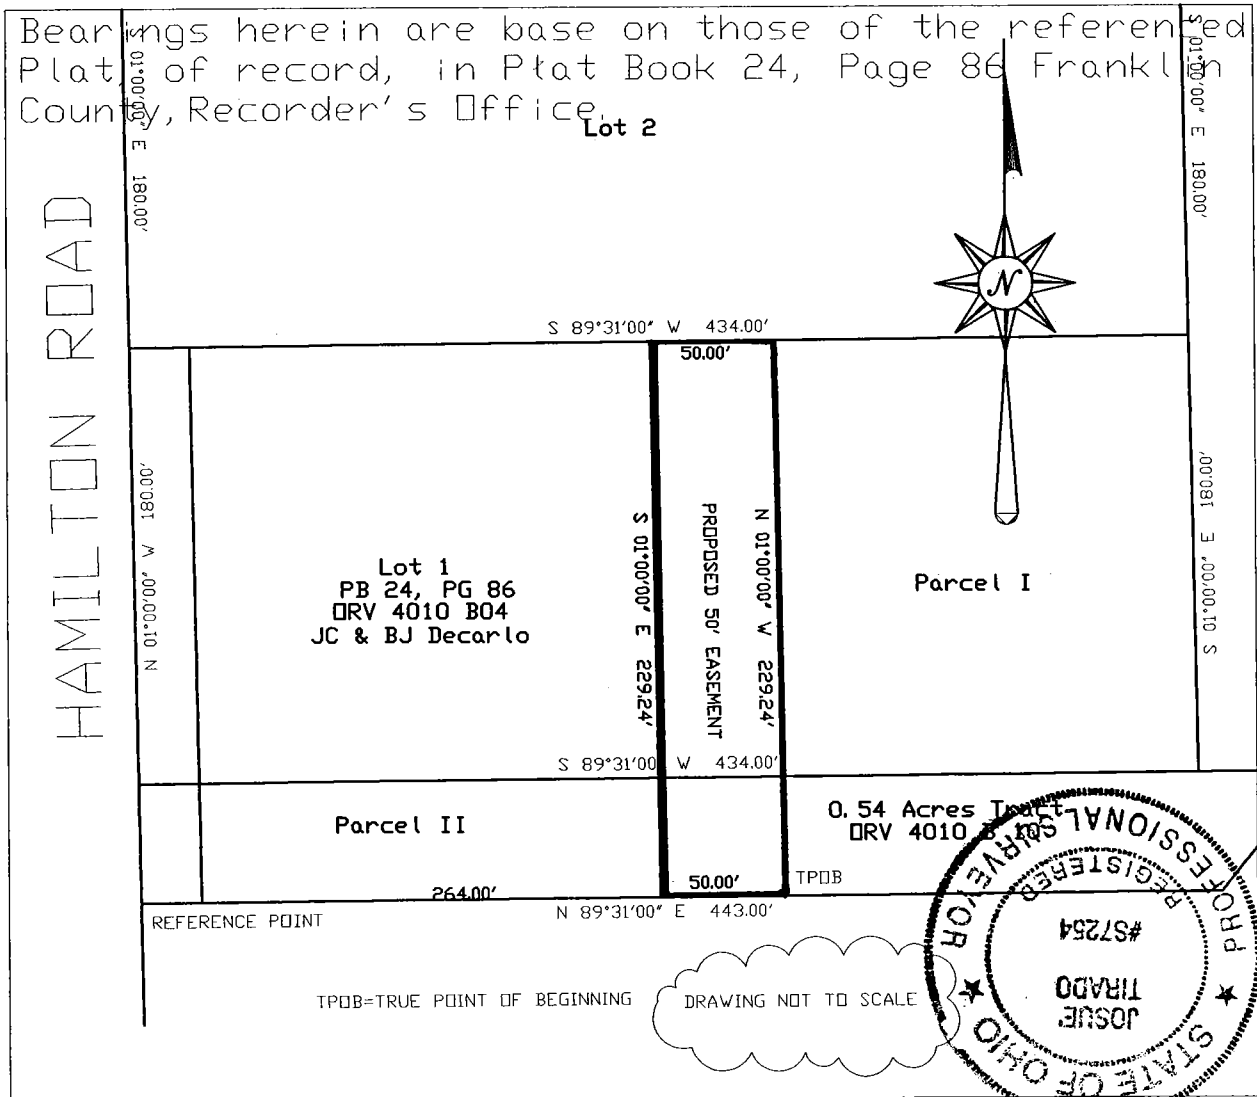 Bearings herein are base on those of the referenced
Plat, of record, in Plat Book 24, Page 86 Franklin
County, Recorder's Office.
Lot 2
S 01°00'00" E 180.00'
S 01°00'00" E 180.00'
HAMILTON ROAD
N
S 89°31'00" W 434.00'
50.00'
N 01°00'00" W 180.00'
Lot 1
PB 24, PG 86
ORV 4010 B04
JC & BJ Decarlo
S 01°00'00" E 229.24'
PROPOSED 50' EASEMENT
N 01°00'00" W 229.24'
Parcel I
S 01°00'00" E 180.00'
S 89°31'00 W 434.00'
Parcel II
0.54 Acres Tract
ORV 4010 B 10
264.00'
50.00'
TPOB
REFERENCE POINT
N 89°31'00" E 443.00'
TPOB=TRUE POINT OF BEGINNING
DRAWING NOT TO SCALE
STATE OF OHIO
JOSUE'
TIRADO
#S7254
REGISTERED
PROFESSIONAL SURVEYOR